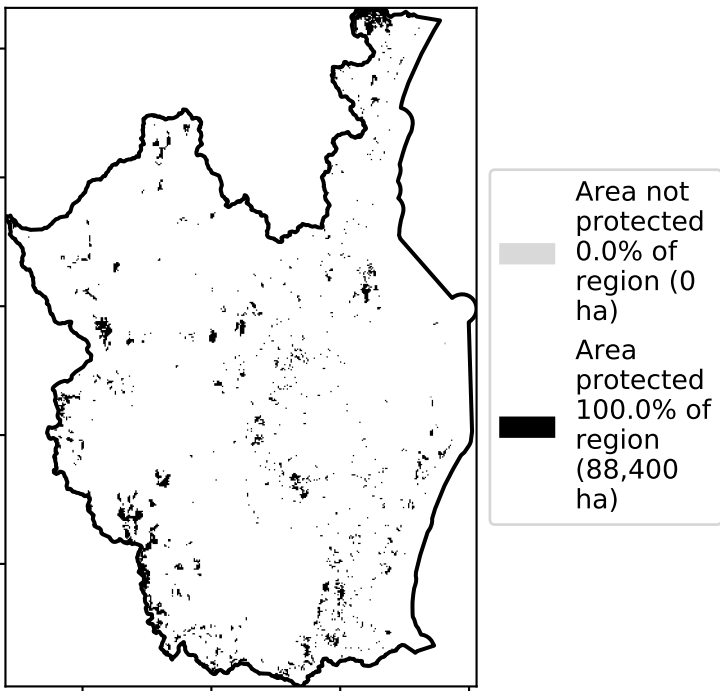 Area not
protected
0.0% of
region (0
ha)
Area
protected
100.0% of
region
(88,400
ha)